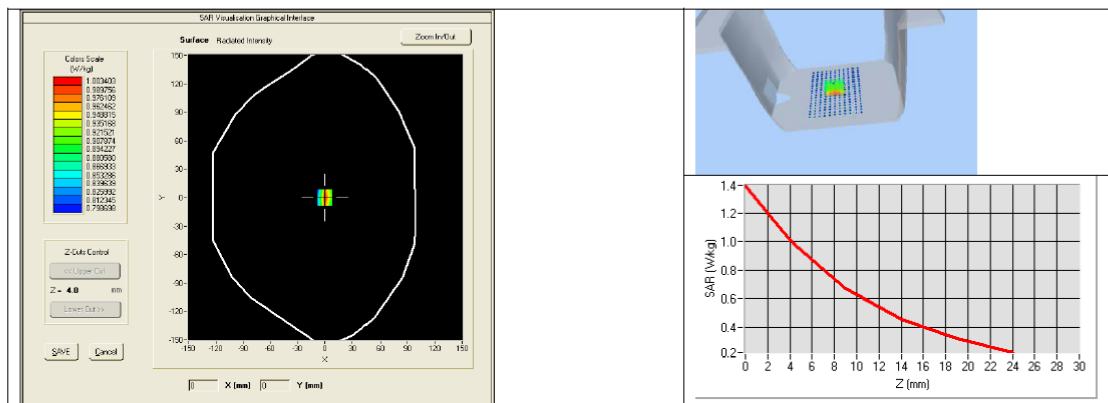 SAR Visualisation Graphical Interface
Surface Radiated Intensity
Zoom In/Out
Colors Scale
(W/kg)
1.003403
0.989756
0.976109
0.962462
0.948815
0.935168
0.921521
0.907874
0.894227
0.880580
0.866933
0.853286
0.839639
0.825992
0.812345
0.798698
150
120
90
60
30
0
-30
-60
-90
-120
-150
Y
-150 -120 -90 -60 -30 0 30 60 90 120 150
X
Z-Cuts Control
<< Upper Cut
Z = 4.0 mm
Lower Cut >>
SAVE Cancel
0 X (mm) 0 Y (mm)
1.4
1.2
1.0
0.8
0.6
0.4
0.2
SAR (W/kg)
0 2 4 6 8 10 12 14 16 18 20 22 24 26 28 30
Z (mm)